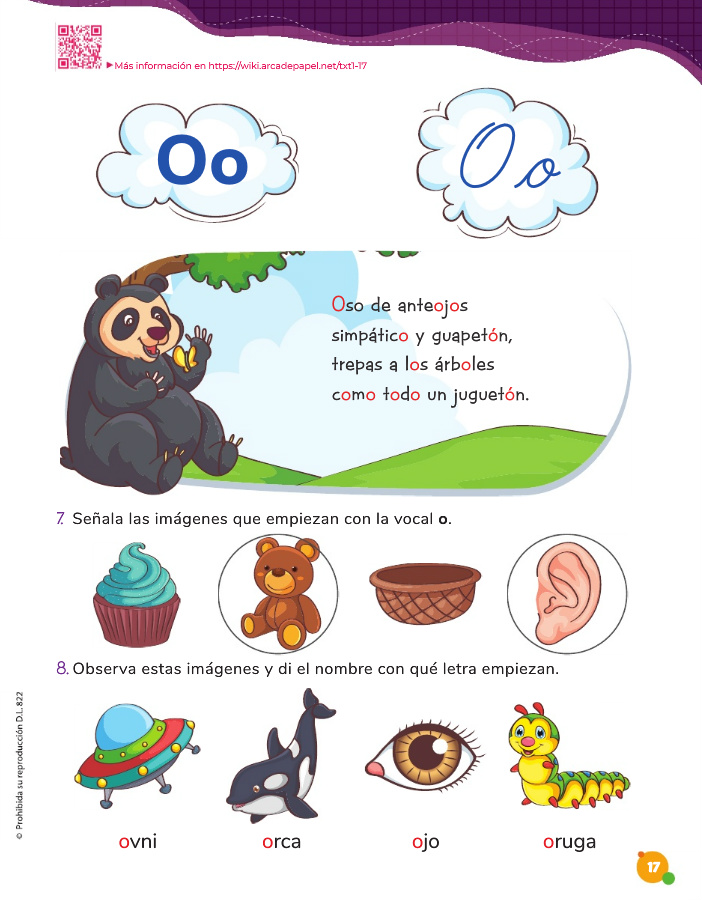 ▶Más información en https://wiki.arcadepapel.net/txt1-17
Oo
Oo
Oso de anteojos
simpático y guapetón,
trepas a los árboles
como todo un juguetón.
7. Señala las imágenes que empiezan con la vocal o.
8. Observa estas imágenes y di el nombre con qué letra empiezan.
ovni
orca
ojo
oruga
© Prohibida su reproducción D.L. 822
17